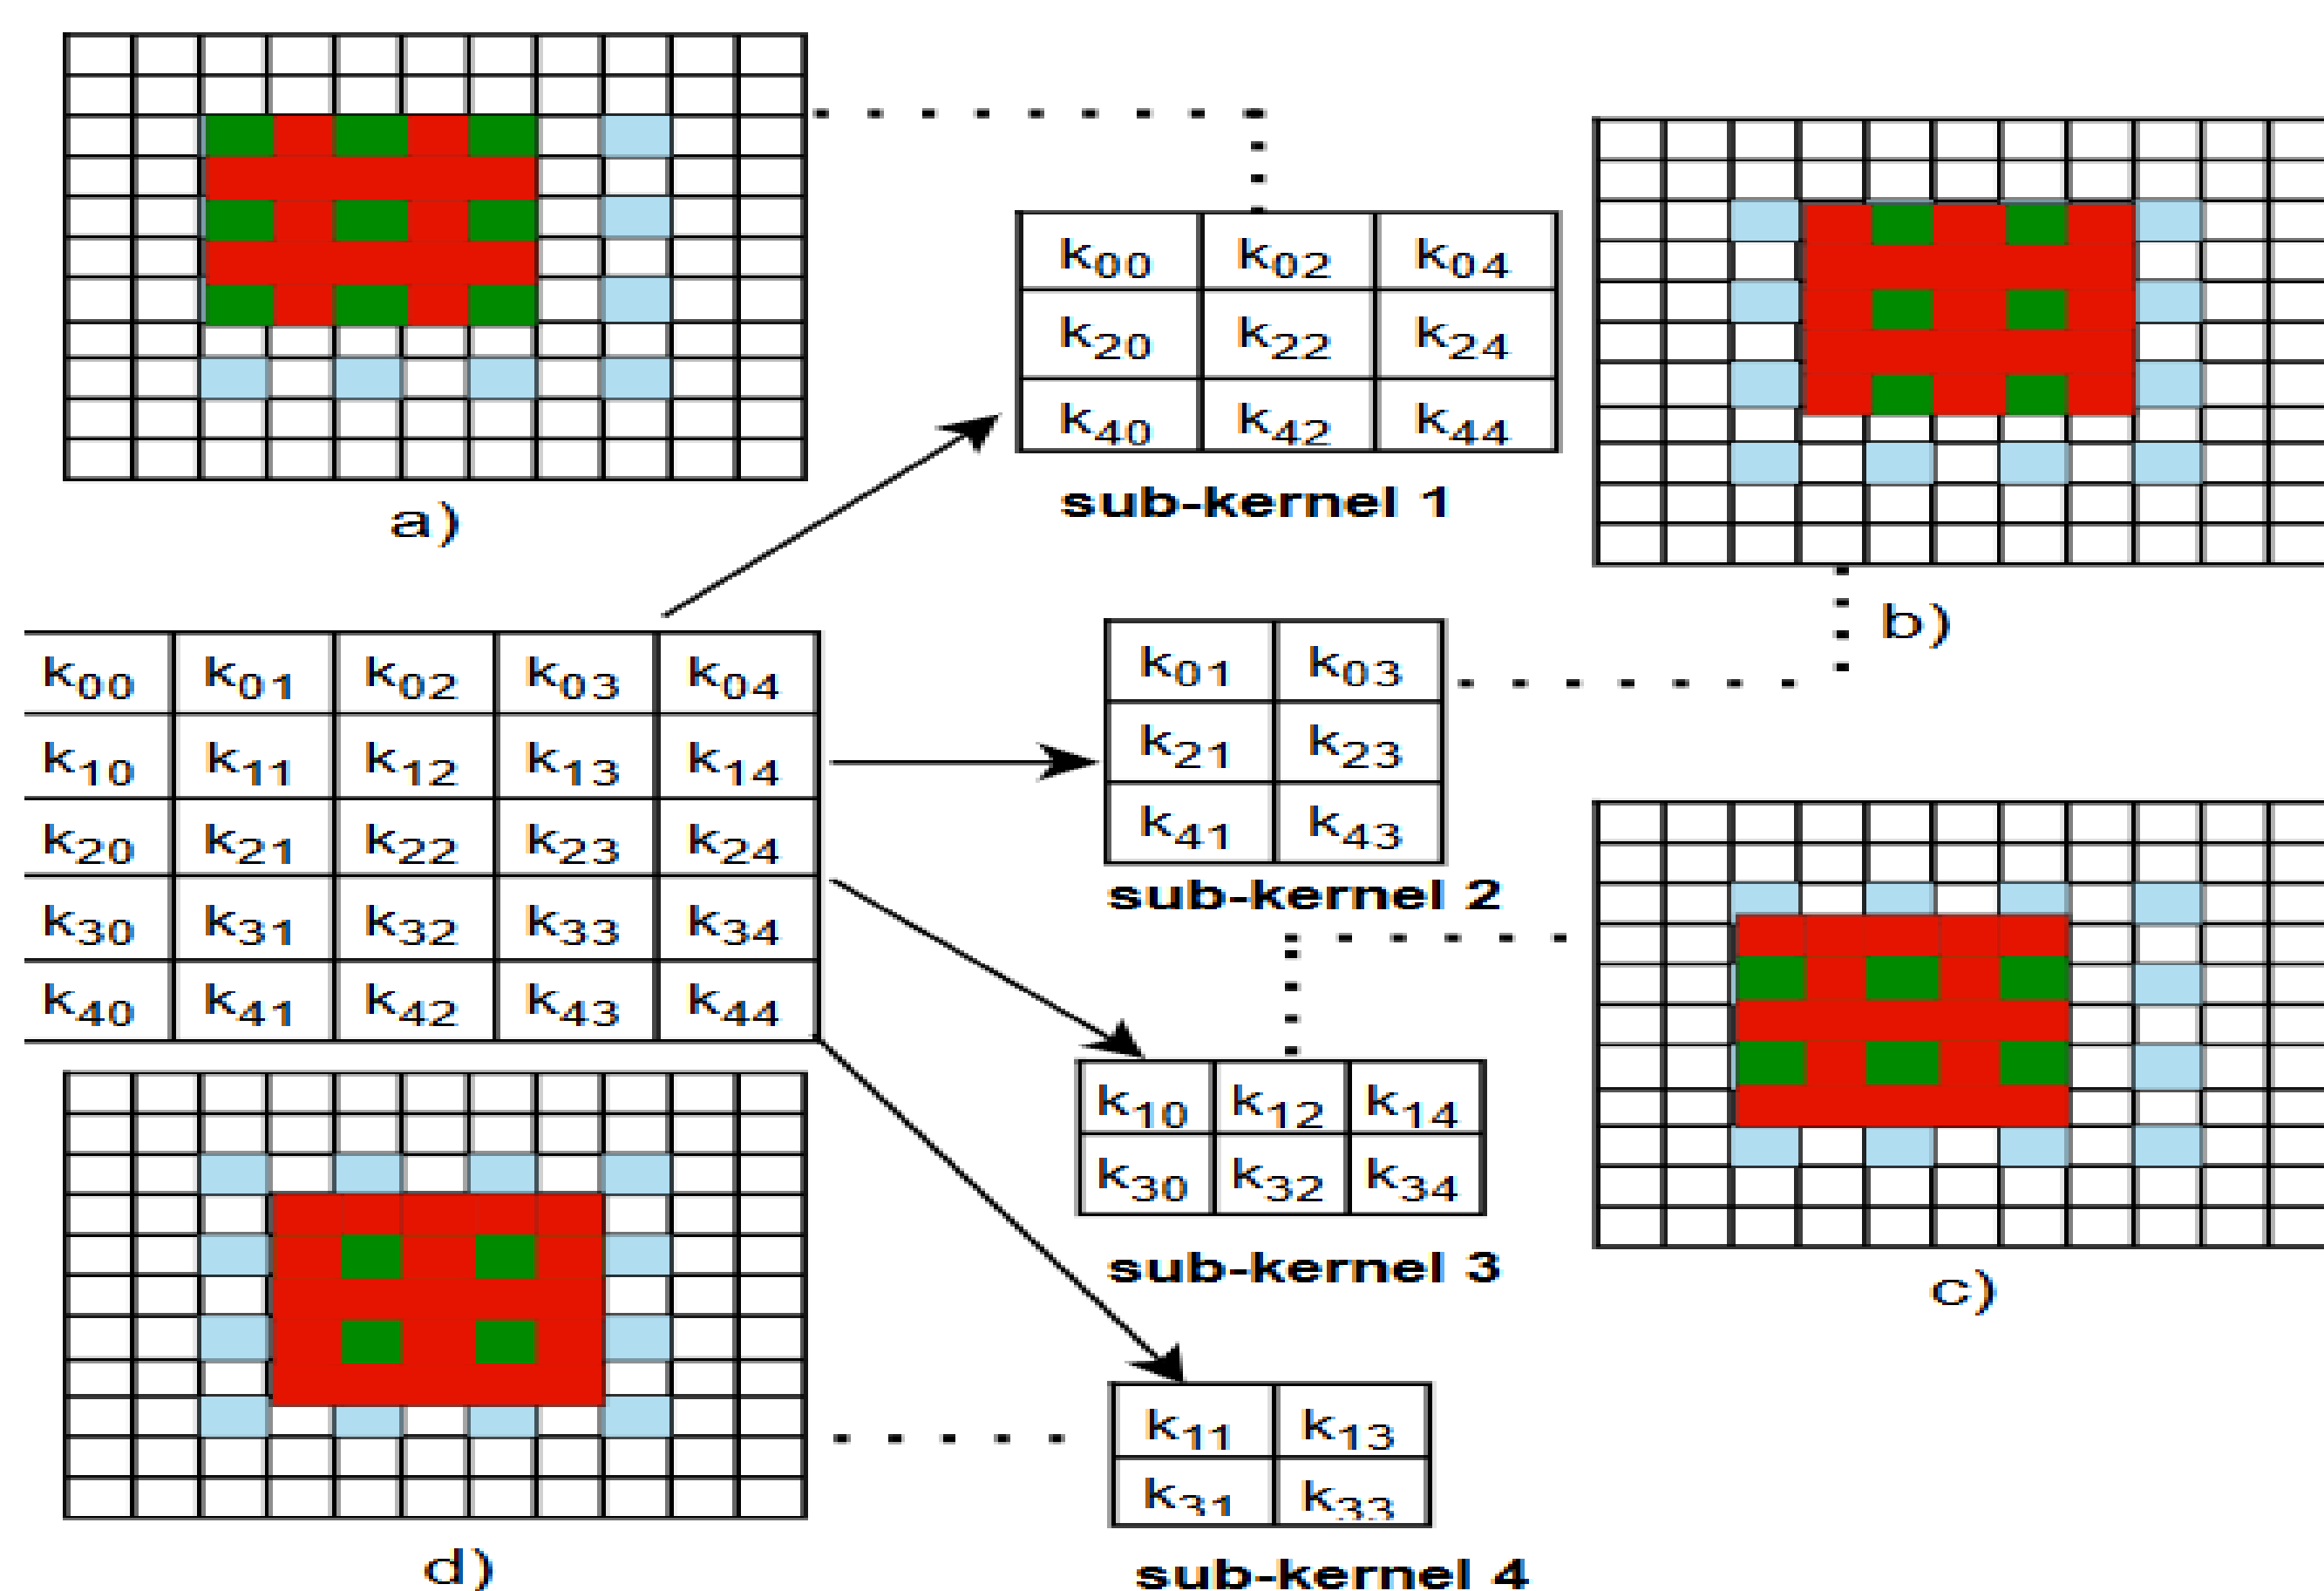 a)
k00 k02 k04
k20 k22 k24
k40 k42 k44
sub-kernel 1
b)
k00 k01 k02 k03 k04
k10 k11 k12 k13 k14
k20 k21 k22 k23 k24
k30 k31 k32 k33 k34
k40 k41 k42 k43 k44
k01 k03
k21 k23
k41 k43
sub-kernel 2
k10 k12 k14
k30 k32 k34
sub-kernel 3
c)
k11 k13
k31 k33
sub-kernel 4
d)